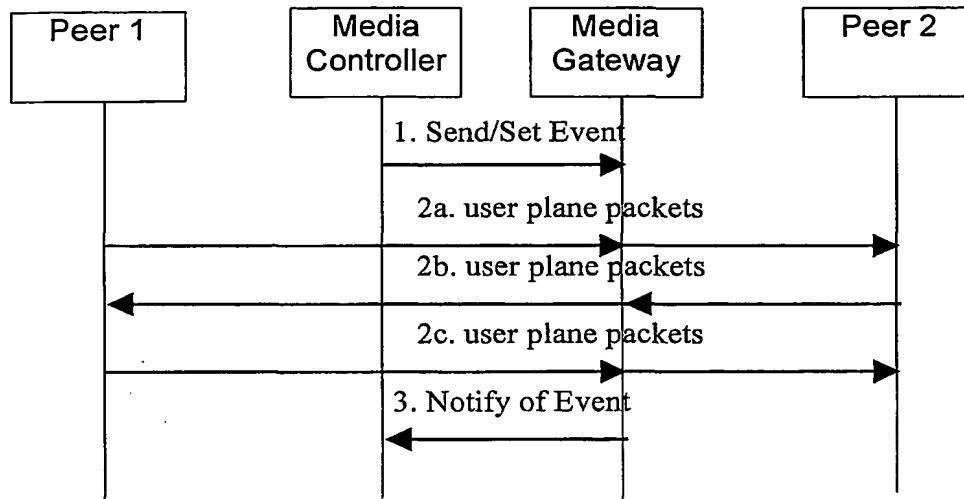 Peer 1
Media
Controller
Media
Gateway
Peer 2
1. Send/Set Event
2a. user plane packets
2b. user plane packets
2c. user plane packets
3. Notify of Event